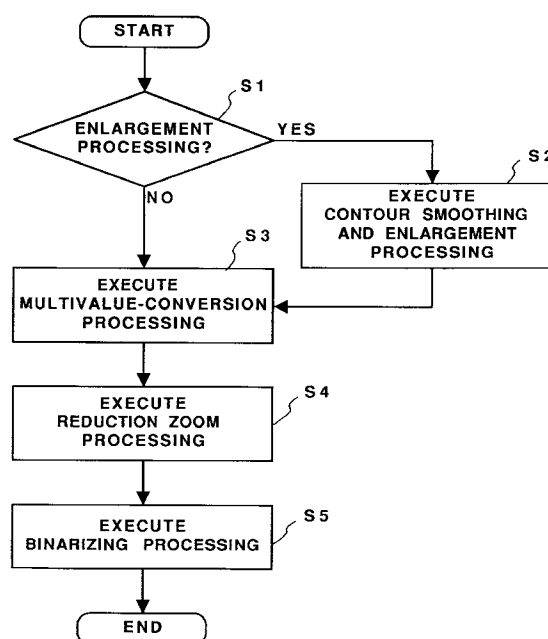 START
S1
ENLARGEMENT
PROCESSING?
YES
NO
S2
EXECUTE
CONTOUR SMOOTHING
AND ENLARGEMENT
PROCESSING
S3
EXECUTE
MULTIVALUE-CONVERSION
PROCESSING
S4
EXECUTE
REDUCTION ZOOM
PROCESSING
S5
EXECUTE
BINARIZING PROCESSING
END